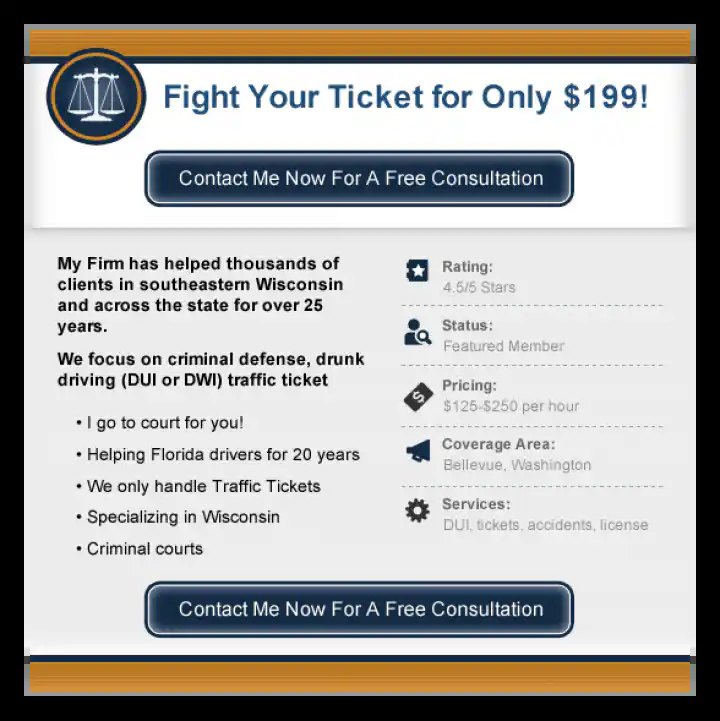 Fight Your Ticket for Only $199!
Contact Me Now For A Free Consultation
My Firm has helped thousands of
clients in southeastern Wisconsin
and across the state for over 25
years.
We focus on criminal defense, drunk
driving (DUI or DWI) traffic ticket
• I go to court for you!
• Helping Florida drivers for 20 years
• We only handle Traffic Tickets
• Specializing in Wisconsin
• Criminal courts
Rating:
4.5/5 Stars
Status:
Featured Member
Pricing:
$125-$250 per hour
Coverage Area:
Bellevue, Washington
Services:
DUI, tickets, accidents, license
Contact Me Now For A Free Consultation